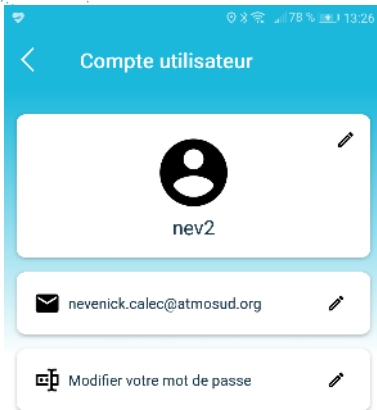 78 % 13:26
Compte utilisateur
nev2
nevenick.calec@atmosud.org
Modifier votre mot de passe